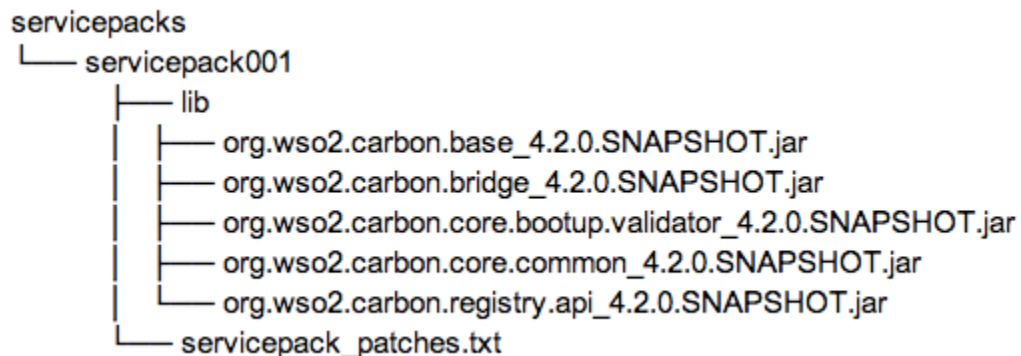 servicepacks
servicepack001
lib
org.wso2.carbon.base_4.2.0.SNAPSHOT.jar
org.wso2.carbon.bridge_4.2.0.SNAPSHOT.jar
org.wso2.carbon.core.bootup.validator_4.2.0.SNAPSHOT.jar
org.wso2.carbon.core.common_4.2.0.SNAPSHOT.jar
org.wso2.carbon.registry.api_4.2.0.SNAPSHOT.jar
servicepack_patches.txt